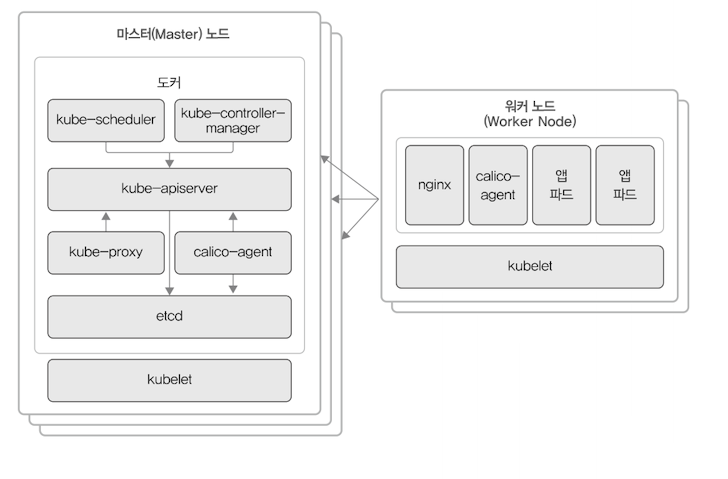 마스터(Master) 노드
도커
kube-scheduler
kube-controller-
manager
kube-apiserver
kube-proxy
calico-agent
etcd
kubelet
워커 노드
(Worker Node)
nginx
calico-
agent
앱
파드
앱
파드
kubelet